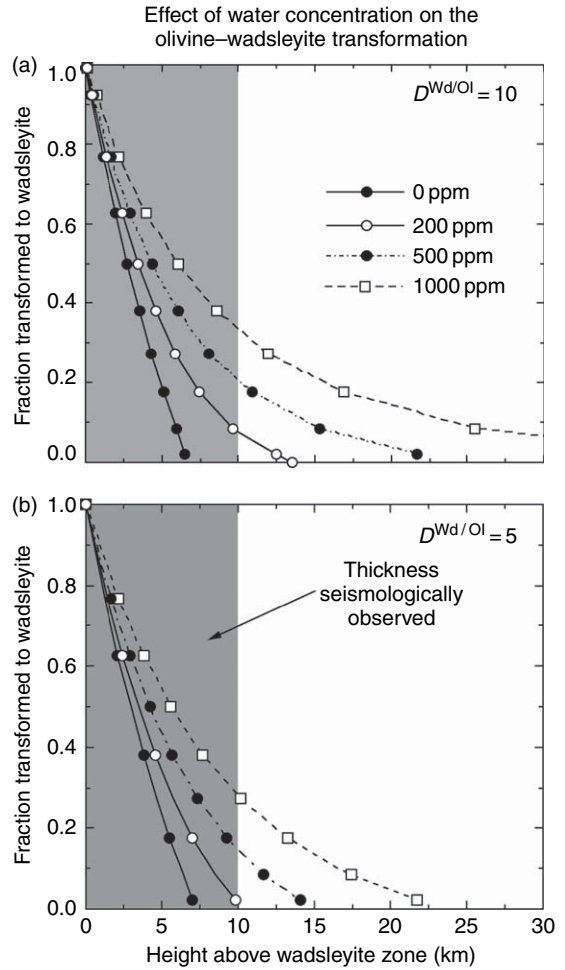 Effect of water concentration on the
olivine–wadsleyite transformation
(a)
D^Wd/Ol = 10
1.0
0.8
0.6
0.4
0.2
0.0
Fraction transformed to wadsleyite
0 ppm
200 ppm
500 ppm
1000 ppm
(b)
D^Wd/Ol = 5
Thickness
seismologically
observed
1.0
0.8
0.6
0.4
0.2
0.0
Fraction transformed to wadsleyite
0 5 10 15 20 25 30
Height above wadsleyite zone (km)